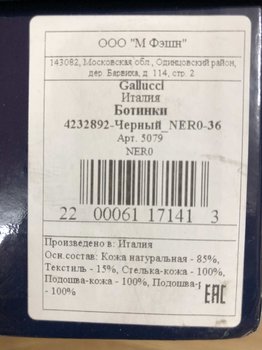 ООО "М Фэшн"
143082, Московская обл., Одинцовский район,
дер. Барвиха, д. 114, стр. 2
Gallucci
Италия
Ботинки
4232892-Черный_NER0-36
Арт. 5079
NER0
22 00061 17141 3
Произведено в: Италия
Осн.состав: Кожа натуральная - 85%,
Текстиль - 15%, Стелька-кожа - 100%,
Подошва-кожа - 100%, Подошва-р
- 100%
ЕАС